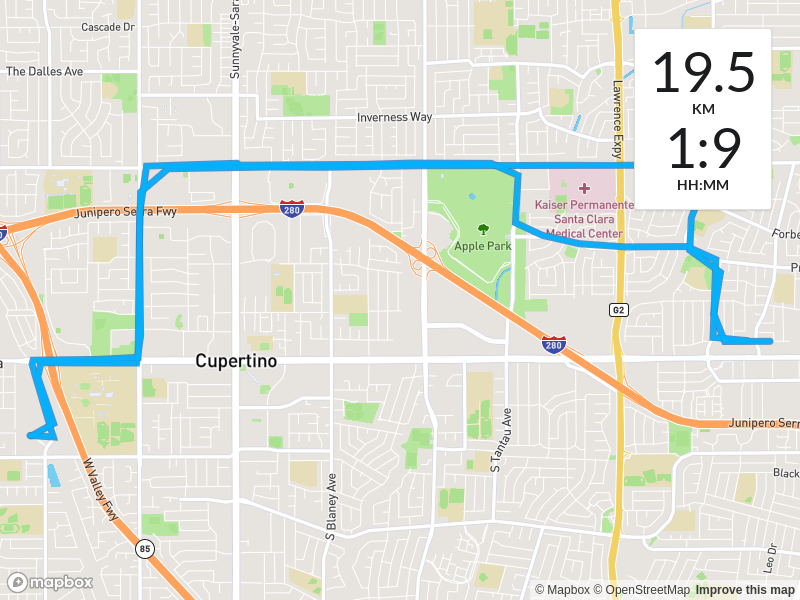 Cascade Dr
Sunnyvale-Sara
The Dalles Ave
Inverness Way
Lawrence Expy
19.5
KM
1:9
HH:MM
Kaiser Permanente
Santa Clara
Medical Center
Junipero Serra Fwy
280
Apple Park
Forbe
0
Pr
G2
280
a
Cupertino
S Tantau Ave
Junipero Serr
W Valley Fwy
S Blaney Ave
Black
85
Leo Dr
mapbox
© Mapbox © OpenStreetMap Improve this map